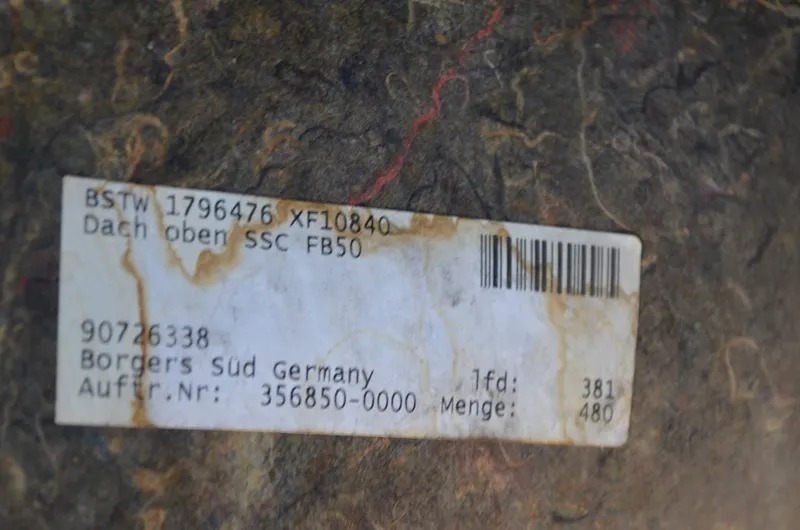 BSTW 1796476 XF10840
Dach oben SSC FB50
90726338
Borgers Süd Germany
lfd: 381
Auftr.Nr: 356850-0000
Menge: 480